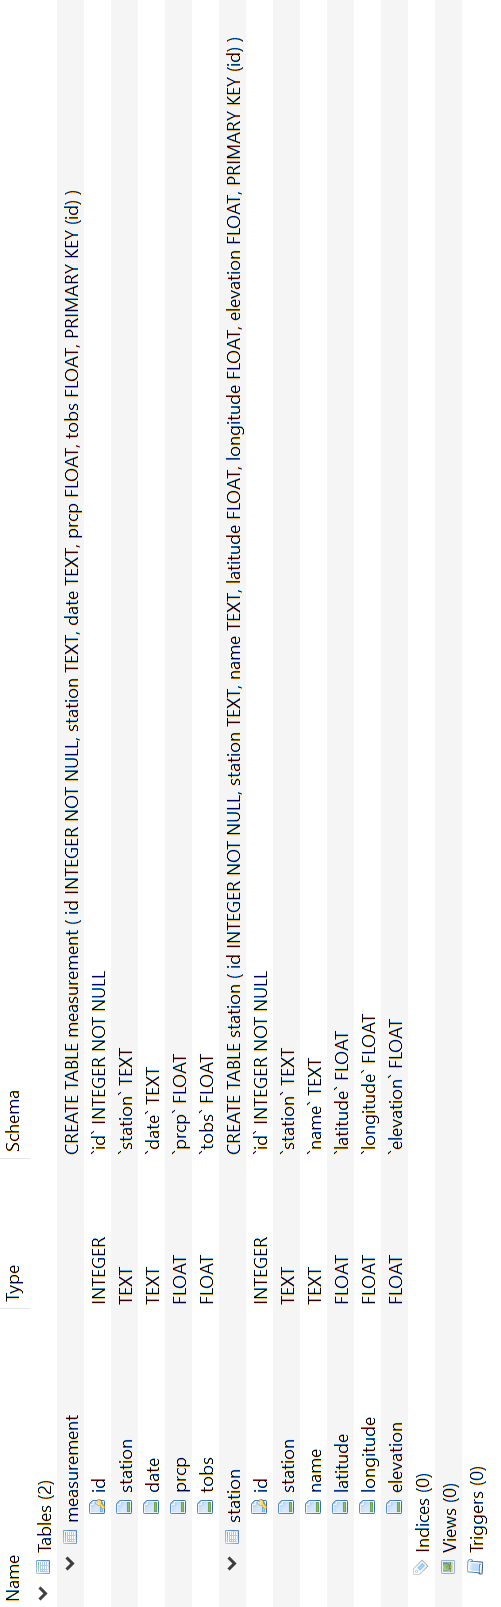 Name Type Schema
Tables (2)
measurement CREATE TABLE measurement ( id INTEGER NOT NULL, station TEXT, date TEXT, prcp FLOAT, tobs FLOAT, PRIMARY KEY (id) )
id INTEGER `id` INTEGER NOT NULL
station TEXT `station` TEXT
date TEXT `date` TEXT
prcp FLOAT `prcp` FLOAT
tobs FLOAT `tobs` FLOAT
station CREATE TABLE station ( id INTEGER NOT NULL, station TEXT, name TEXT, latitude FLOAT, longitude FLOAT, elevation FLOAT, PRIMARY KEY (id) )
id INTEGER `id` INTEGER NOT NULL
station TEXT `station` TEXT
name TEXT `name` TEXT
latitude FLOAT `latitude` FLOAT
longitude FLOAT `longitude` FLOAT
elevation FLOAT `elevation` FLOAT
Indices (0)
Views (0)
Triggers (0)